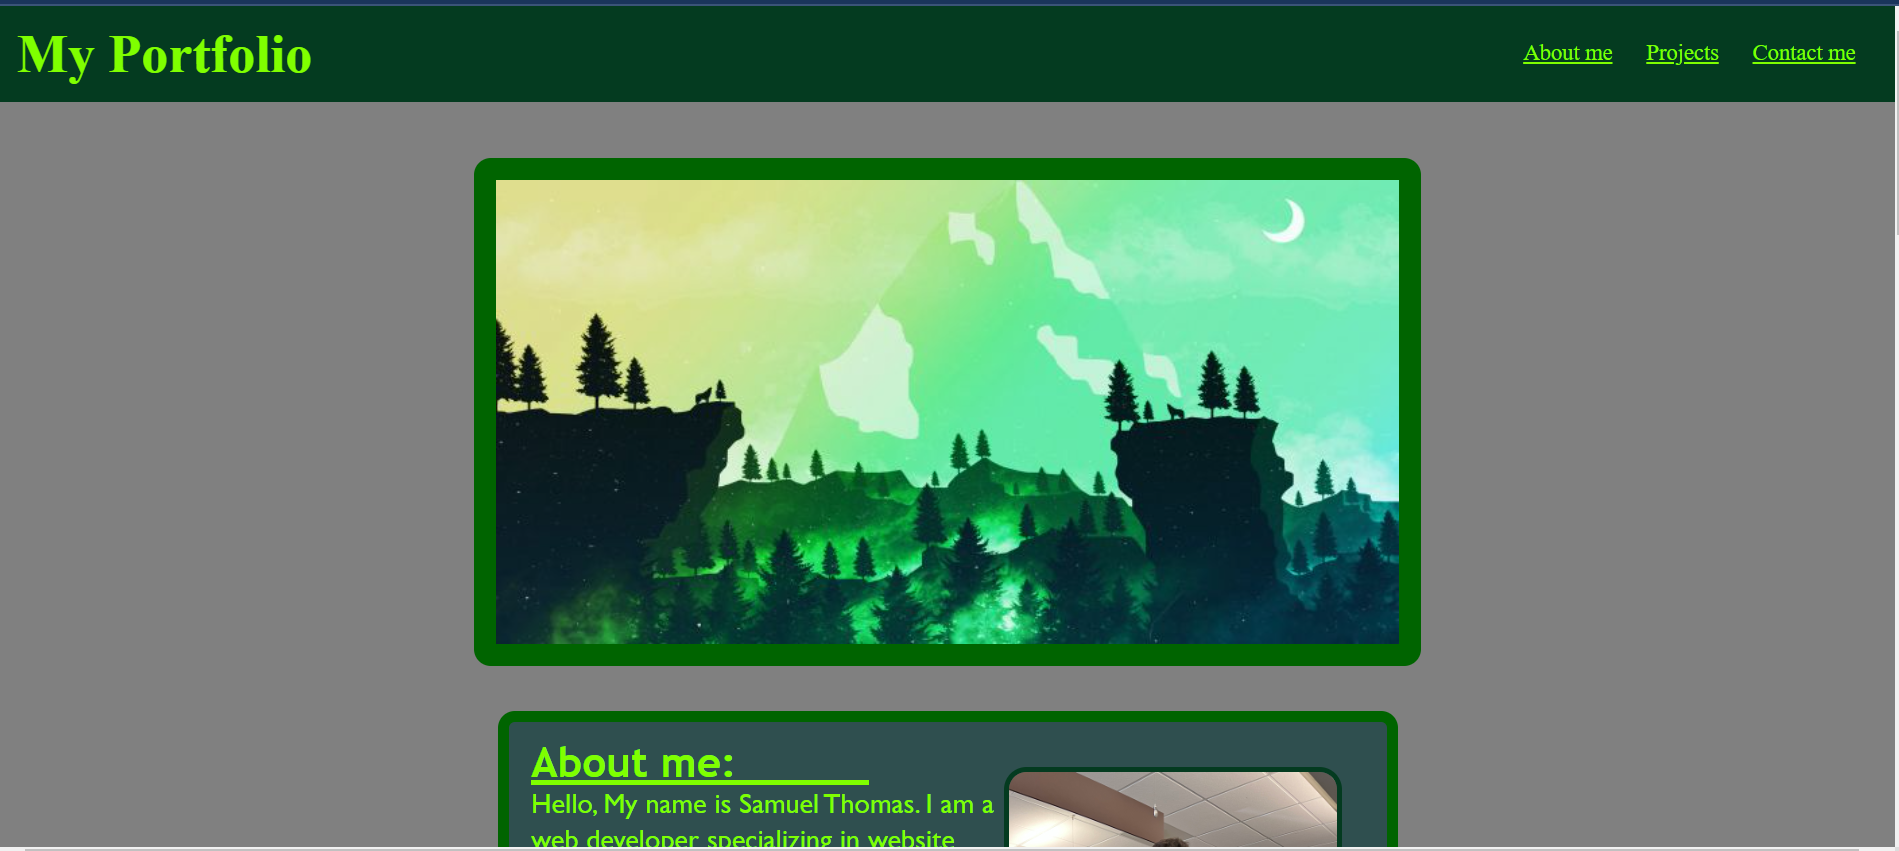 My Portfolio
About me Projects Contact me
About me:
Hello, My name is Samuel Thomas. I am a
web developer specializing in website